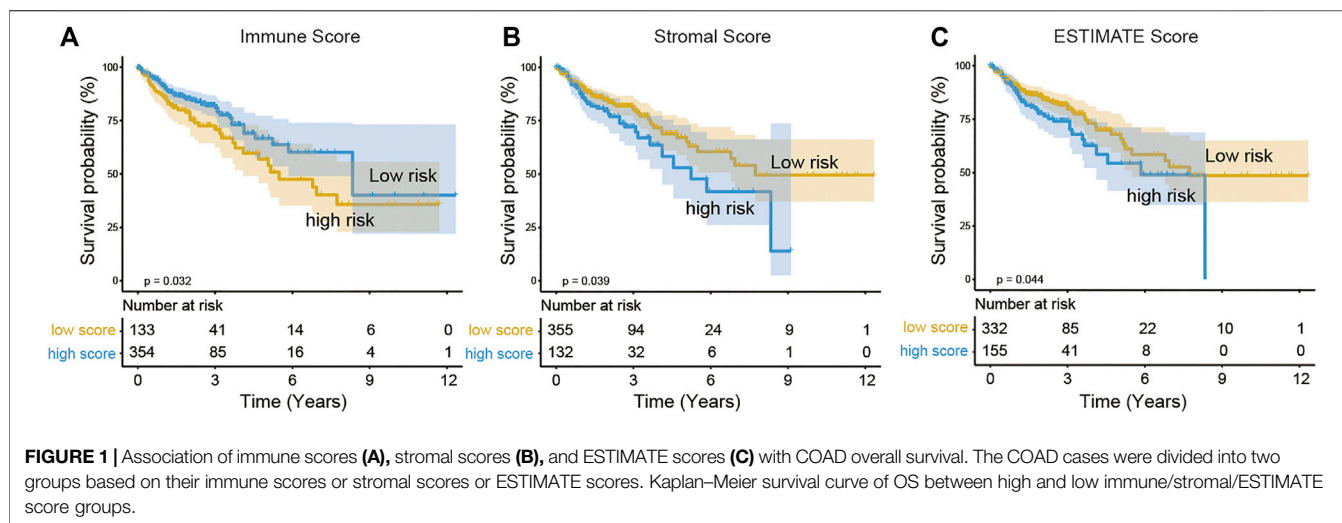 A Immune Score
Survival probability (%)
100
75
50
25
0
Low risk
high risk
p = 0.032
Number at risk
low score 133 41 14 6 0
high score 354 85 16 4 1
0 3 6 9 12
Time (Years)
B Stromal Score
Survival probability (%)
100
75
50
25
0
Low risk
high risk
p = 0.039
Number at risk
low score 355 94 24 9 1
high score 132 32 6 1 0
0 3 6 9 12
Time (Years)
C ESTIMATE Score
Survival probability (%)
100
75
50
25
0
Low risk
high risk
p = 0.044
Number at risk
low score 332 85 22 10 1
high score 155 41 8 0 0
0 3 6 9 12
Time (Years)
FIGURE 1 | Association of immune scores (A), stromal scores (B), and ESTIMATE scores (C) with COAD overall survival. The COAD cases were divided into two
groups based on their immune scores or stromal scores or ESTIMATE scores. Kaplan–Meier survival curve of OS between high and low immune/stromal/ESTIMATE
score groups.